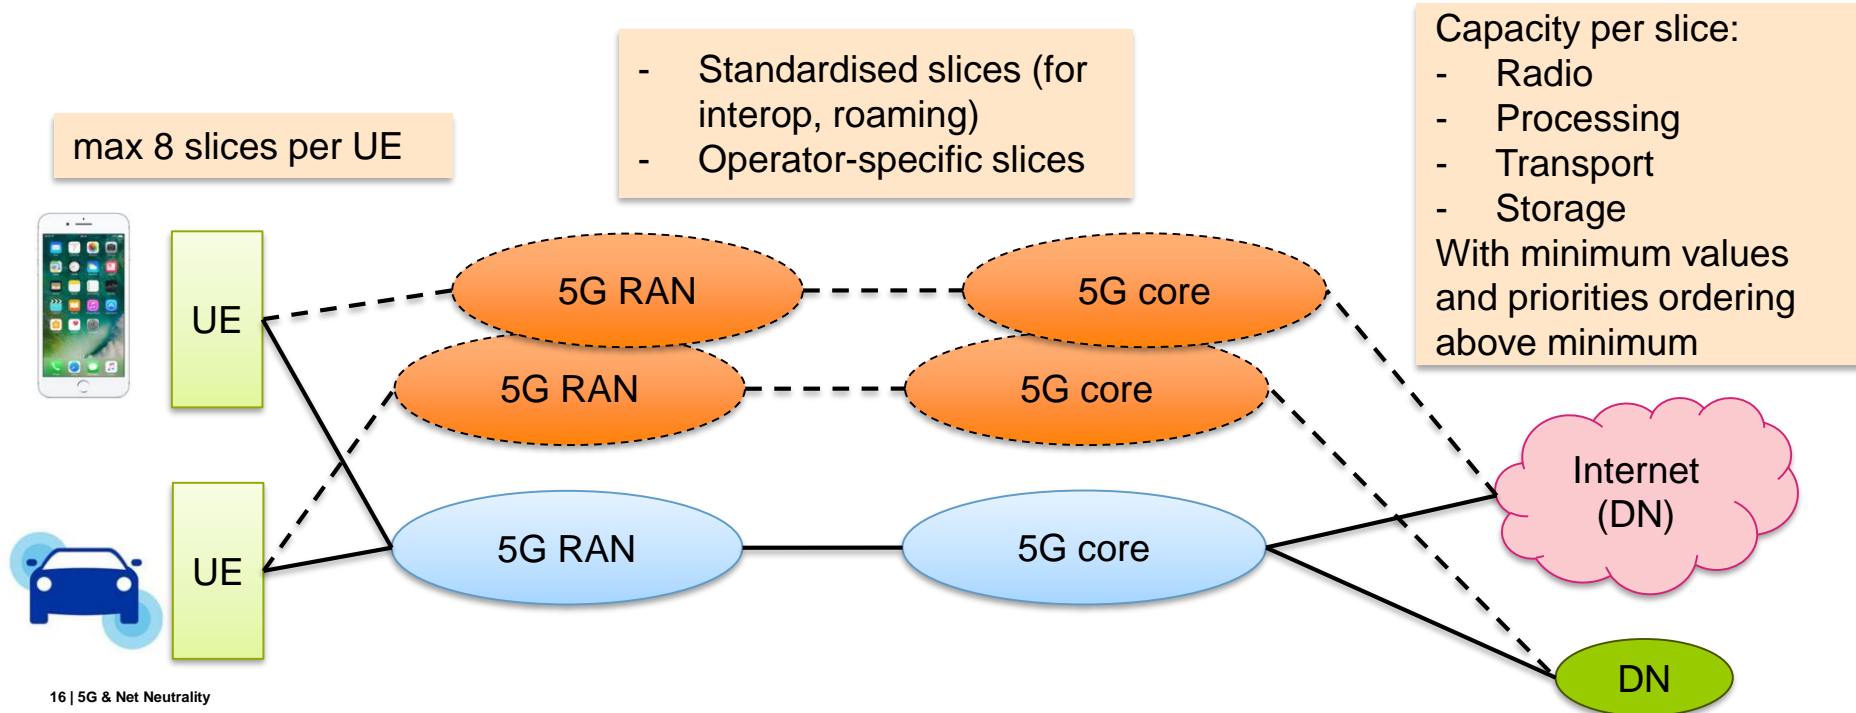 max 8 slices per UE
- Standardised slices (for
interop, roaming)
- Operator-specific slices
Capacity per slice:
- Radio
- Processing
- Transport
- Storage
With minimum values
and priorities ordering
above minimum
UE
5G RAN
5G core
5G RAN
5G core
Internet
(DN)
UE
5G RAN
5G core
DN
16 | 5G & Net Neutrality